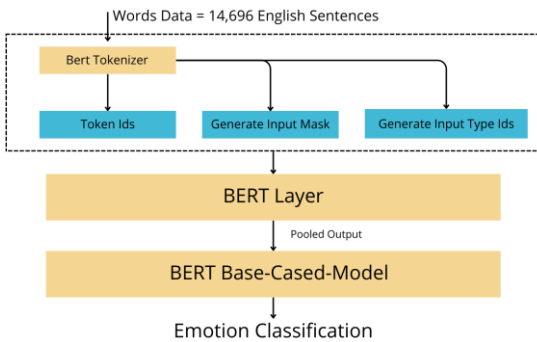 Words Data = 14,696 English Sentences
Bert Tokenizer
Token Ids
Generate Input Mask
Generate Input Type Ids
BERT Layer
Pooled Output
BERT Base-Cased-Model
Emotion Classification